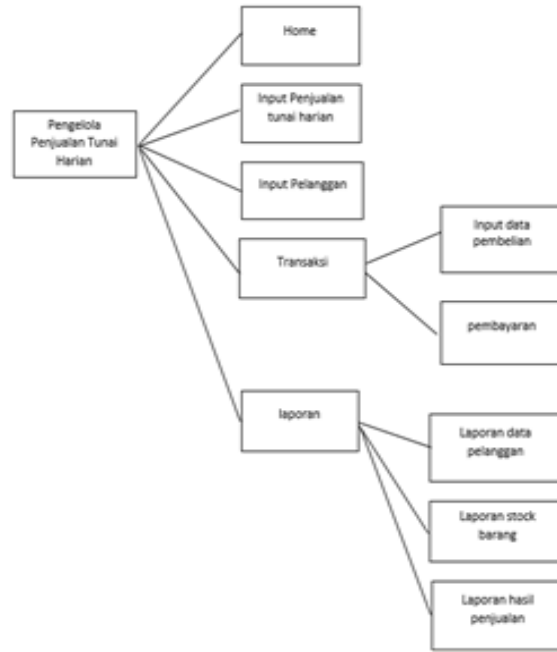 Home
Pengelola
Penjualan Tunai
Harian
Input Penjualan
tunai harian
Input Pelanggan
Transaksi
Input data
pembelian
pembayaran
laporan
Laporan data
pelanggan
Laporan stock
barang
Laporan hasil
penjualan